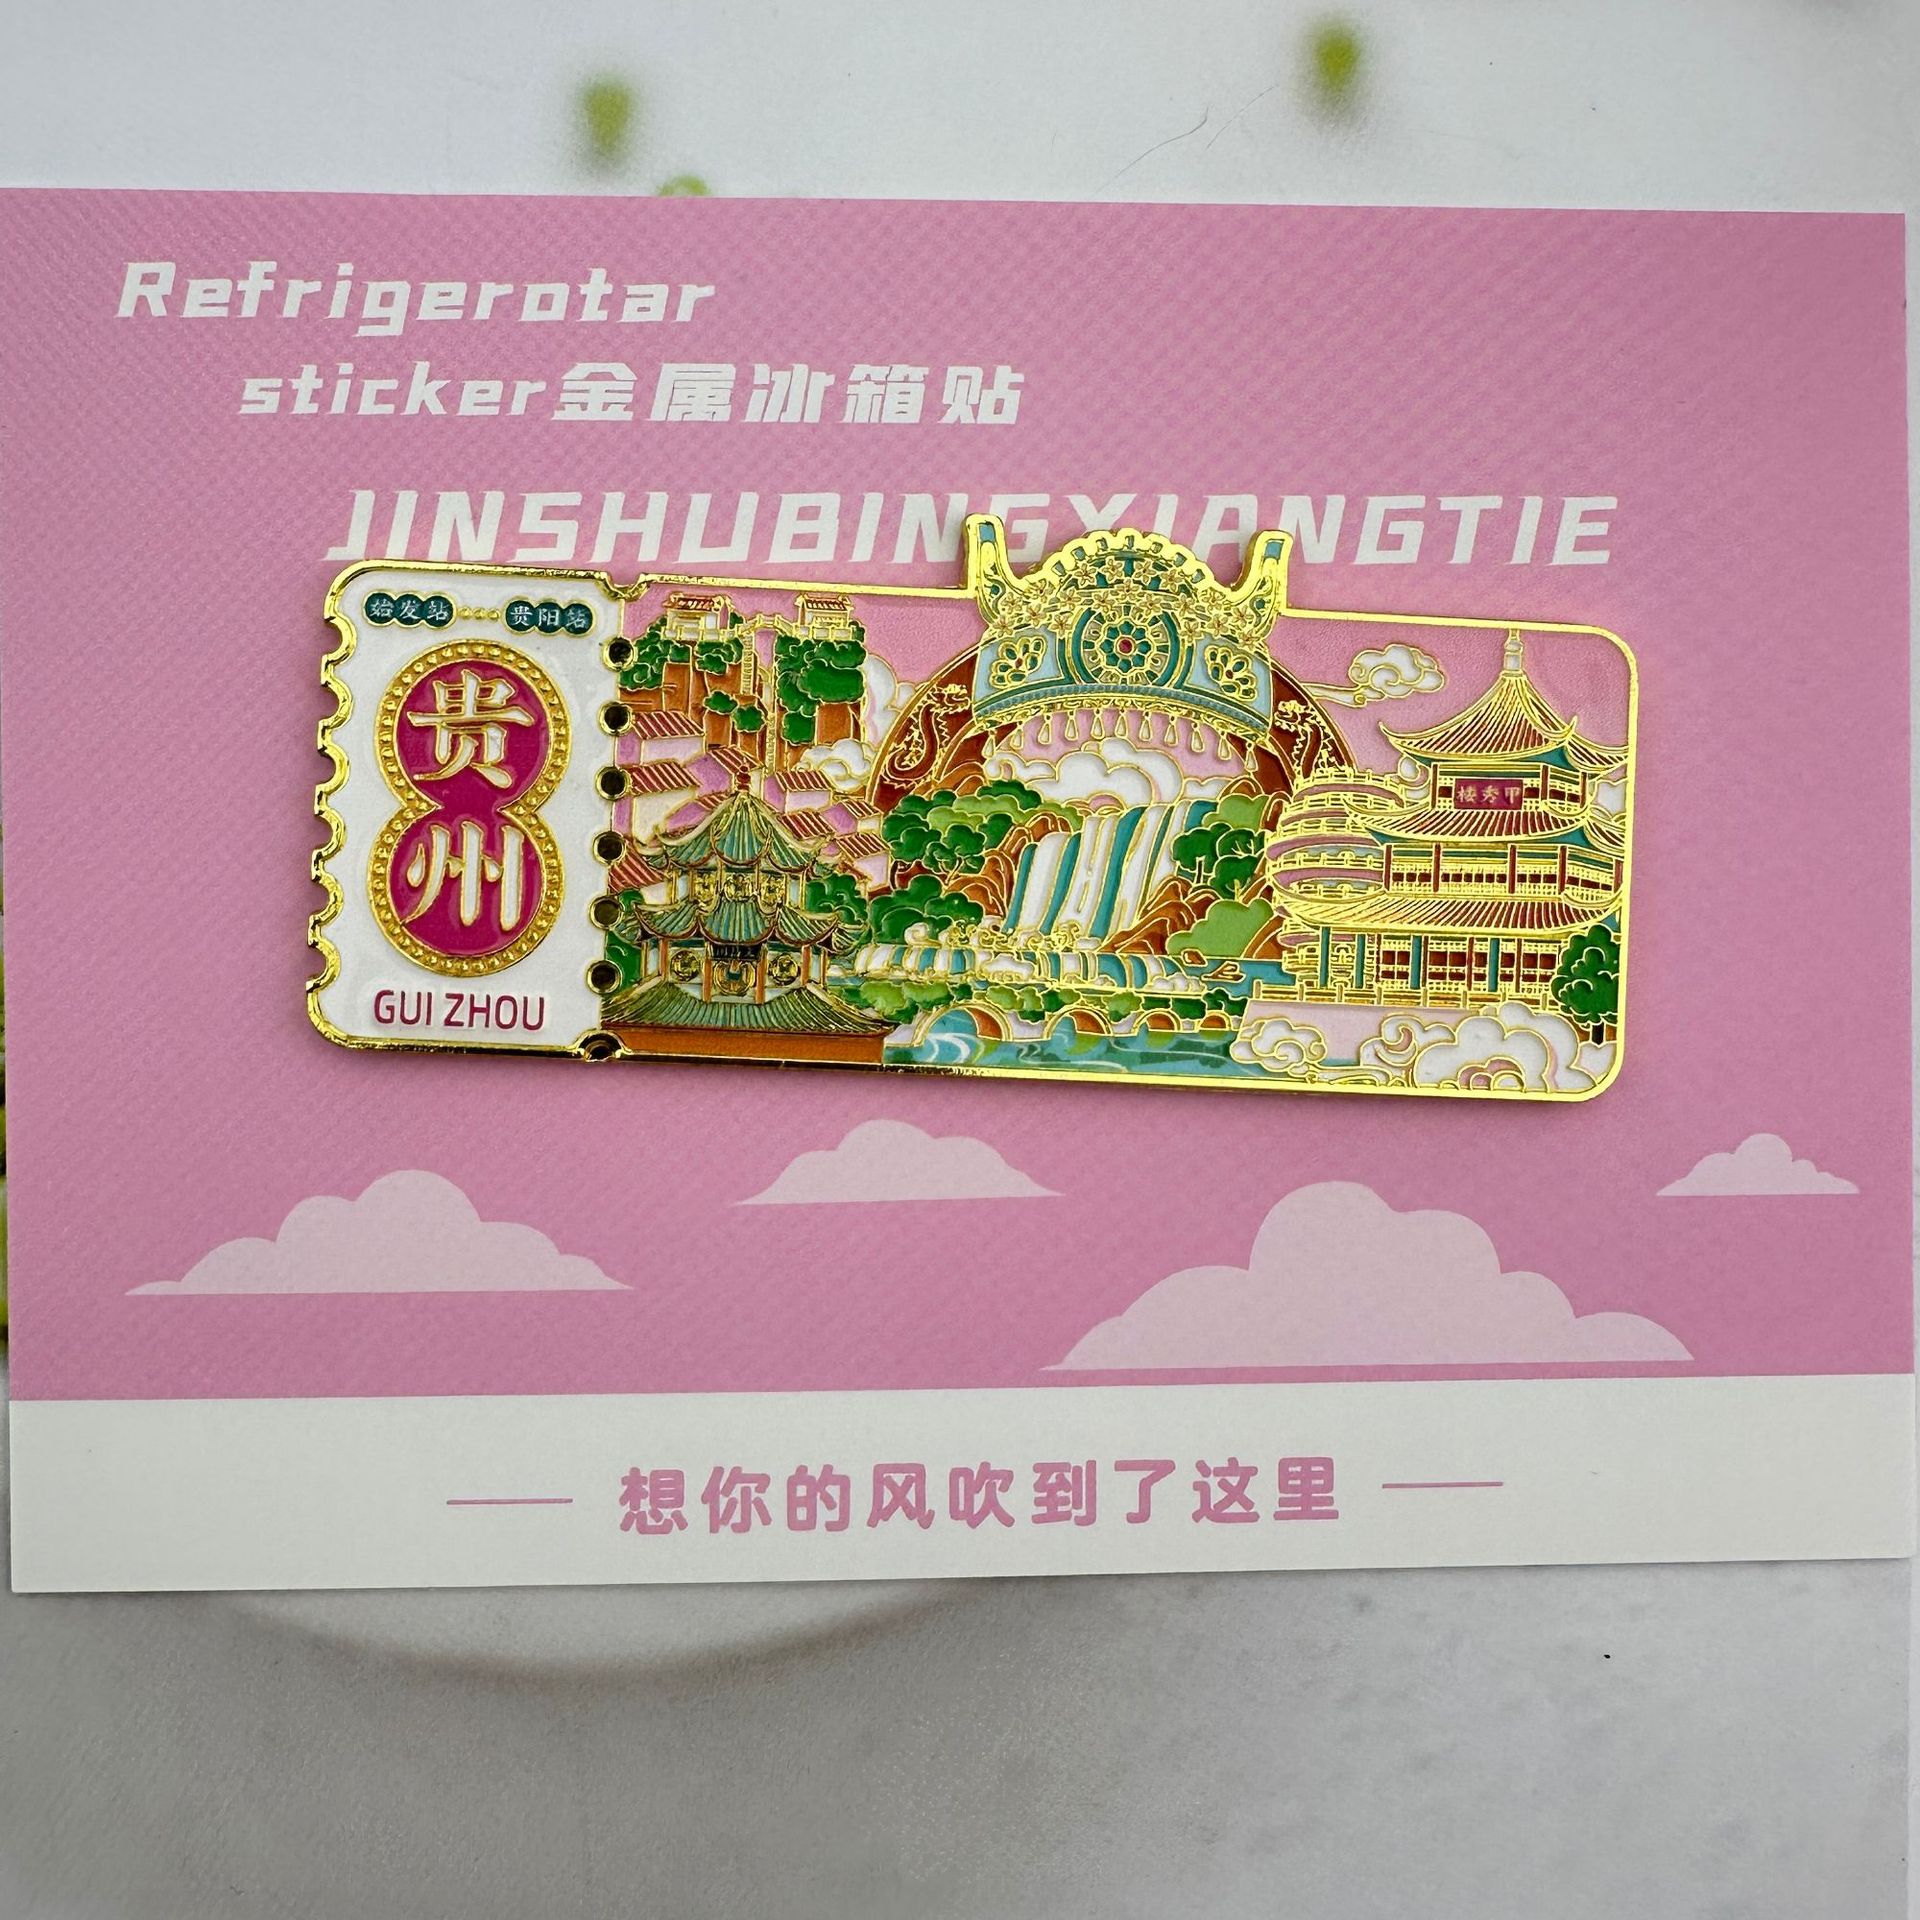 Refrigerotar
sticker金属冰箱贴
JINSHUBINGXIANGTIE
始发站 贵阳站
贵
州
GUI ZHOU
楼秀甲
想你的风吹到了这里